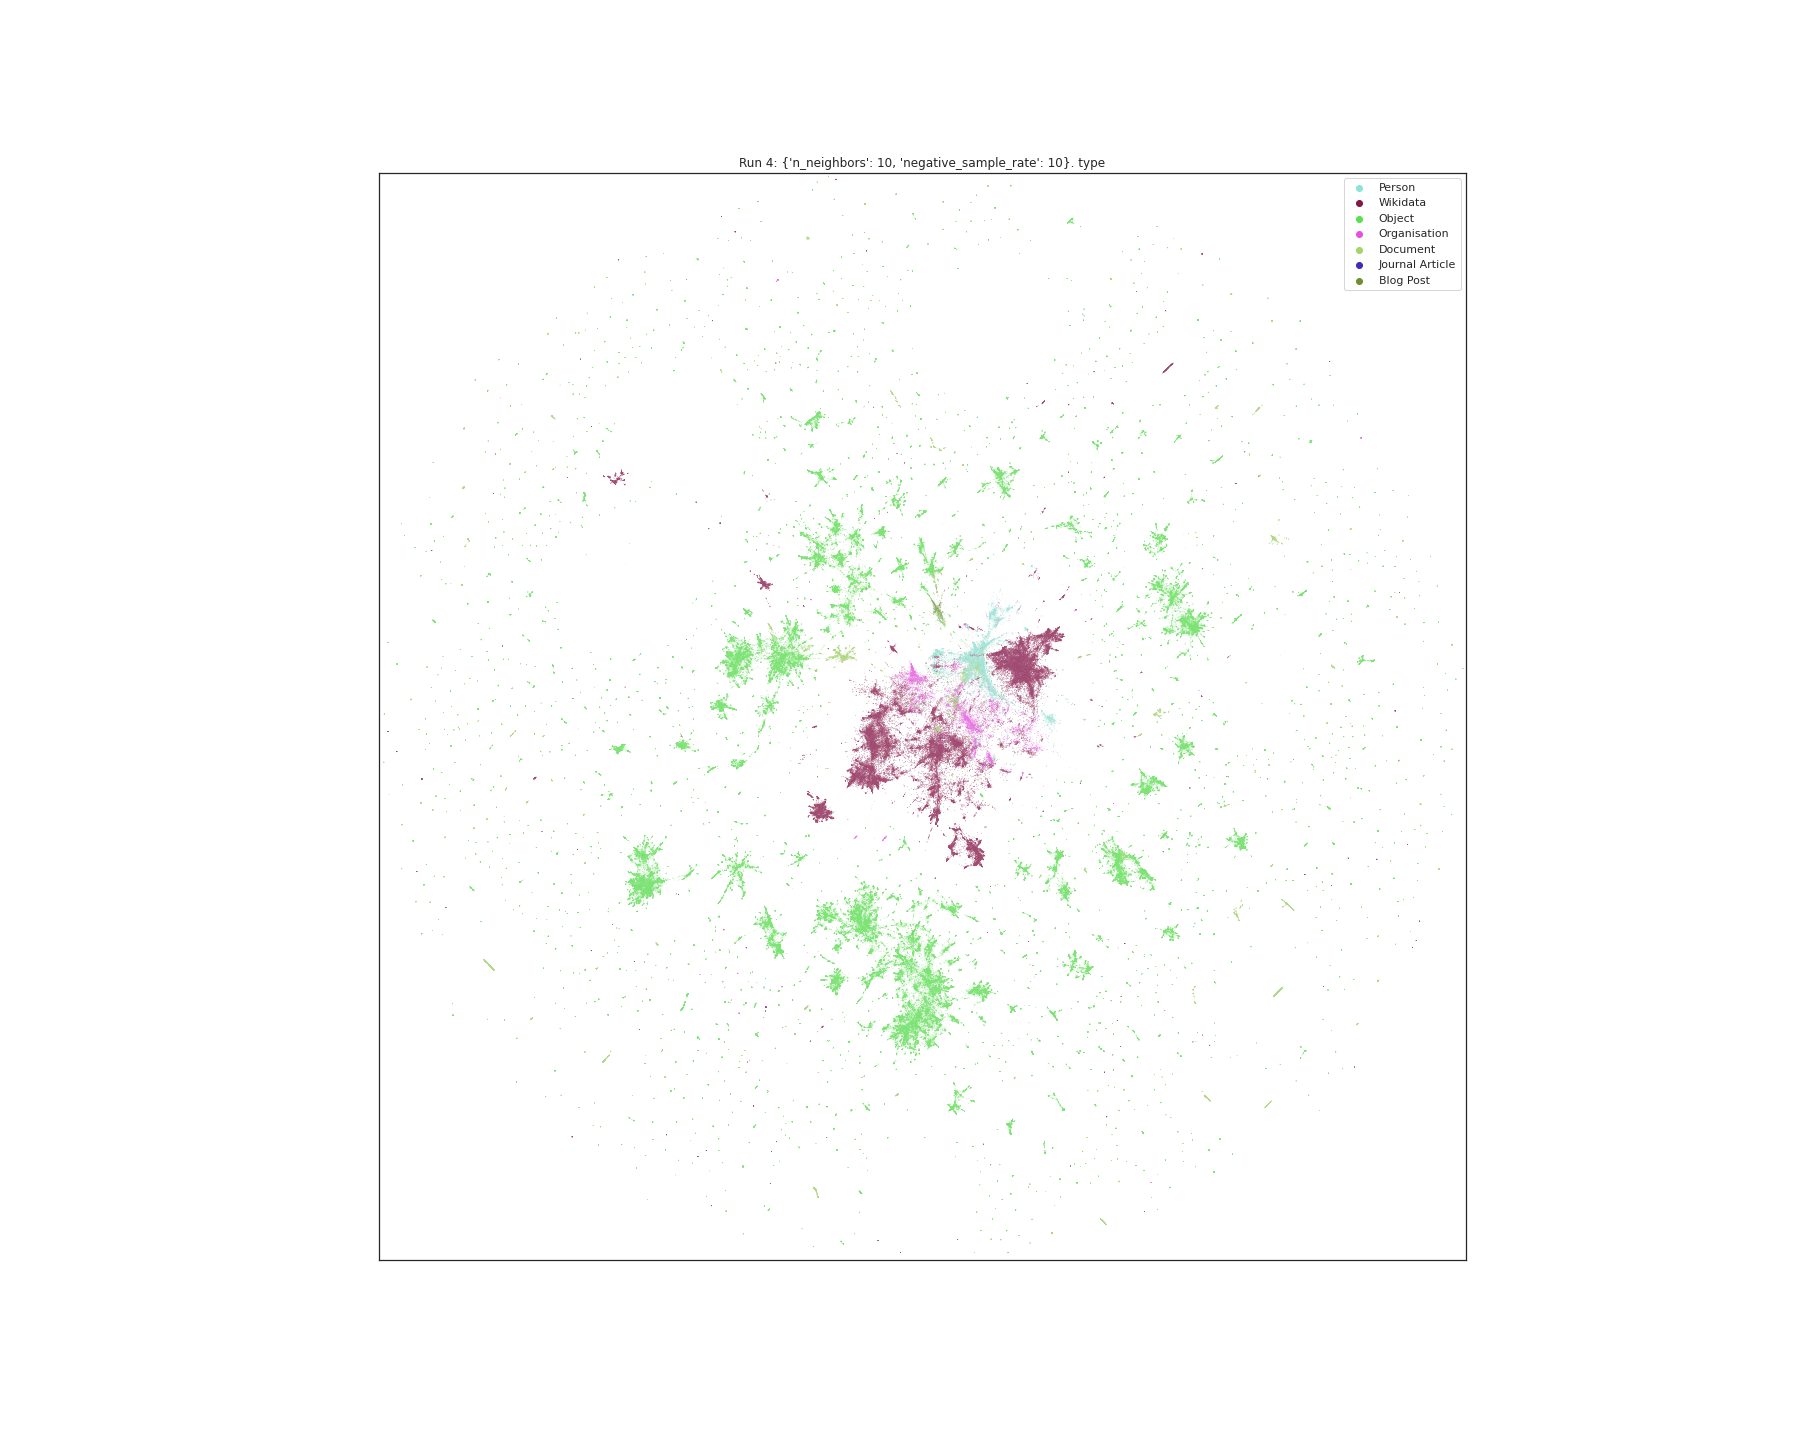 Run 4: {'n_neighbors': 10, 'negative_sample_rate': 10}. type
Person
Wikidata
Object
Organisation
Document
Journal Article
Blog Post